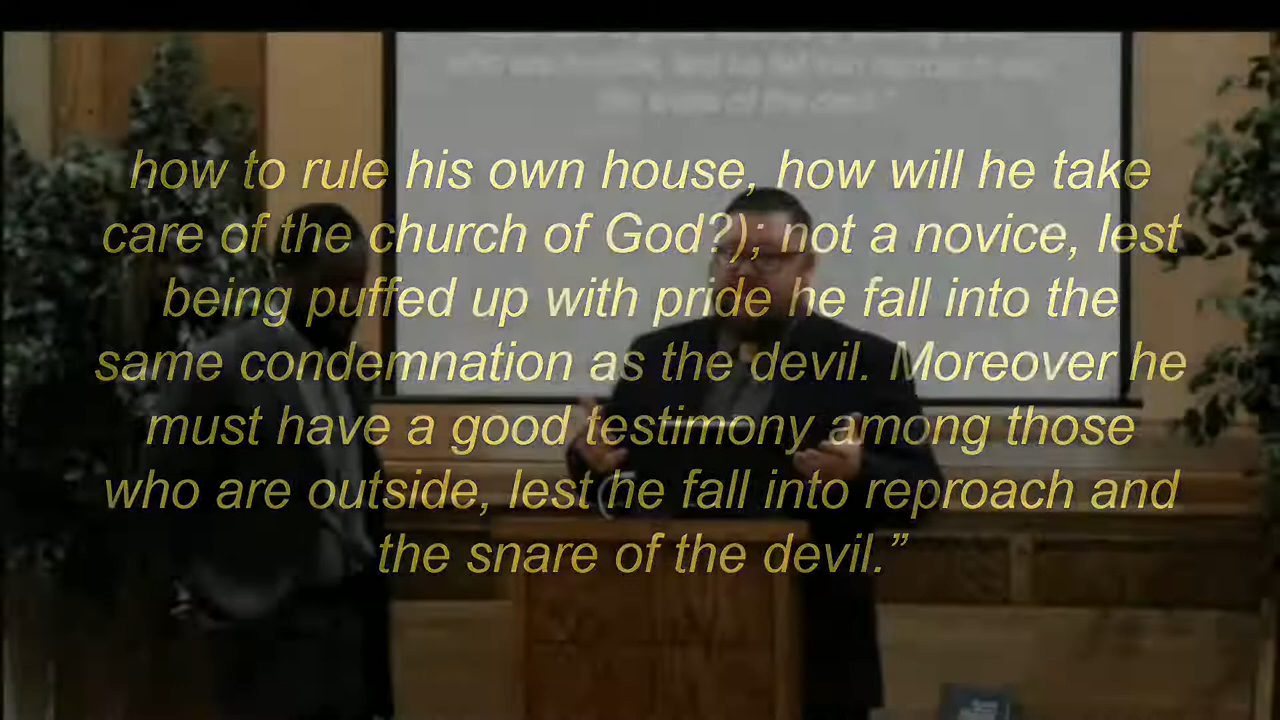 how to rule his own house, how will he take
care of the church of God?); not a novice, lest
being puffed up with pride he fall into the
same condemnation as the devil. Moreover he
must have a good testimony among those
who are outside, lest he fall into reproach and
the snare of the devil.”